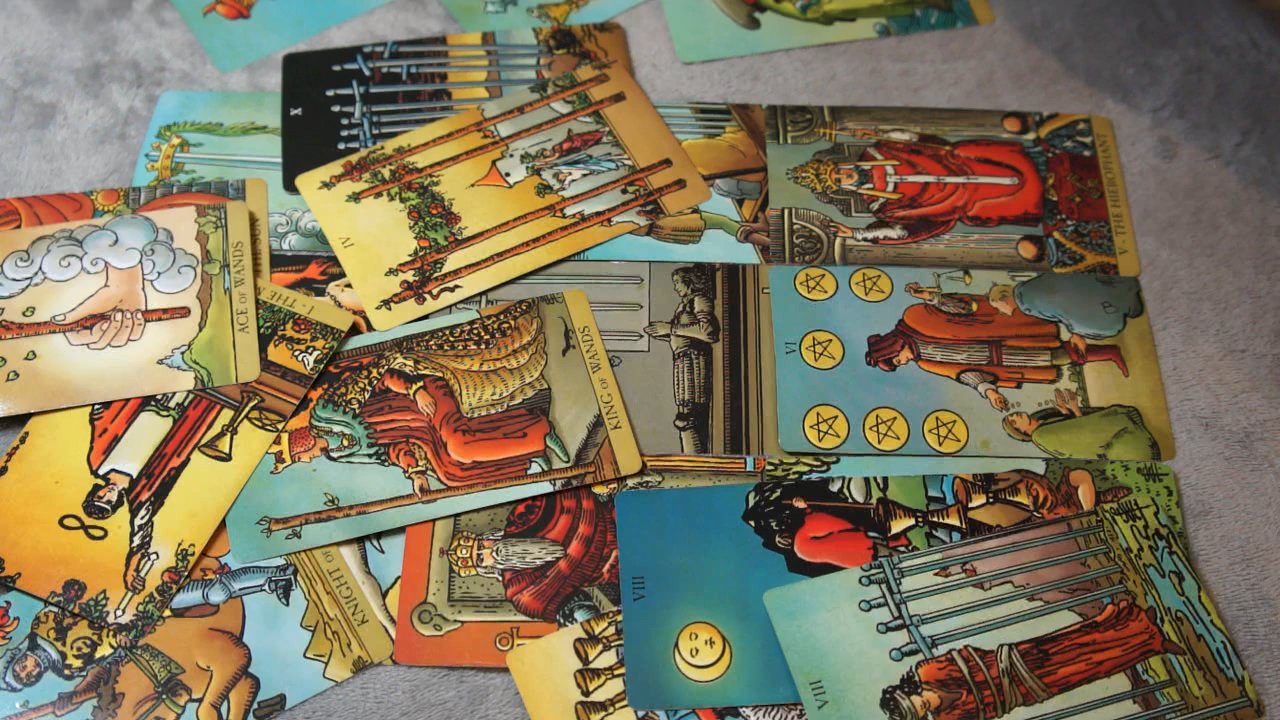 X
IV
V · THE HIEROPHANT
ACE OF WANDS
I · THE
VI
KING OF WANDS
VIII
KNIGHT OF
VIII